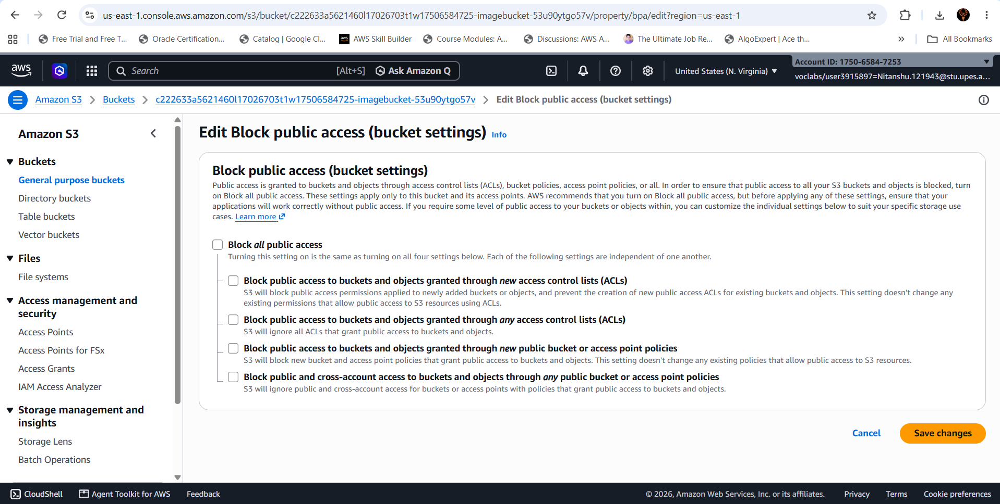 us-east-1.console.aws.amazon.com/s3/bucket/c222633a5621460l17026703t1w17506584725-imagebucket-53u90ytgo57v/property/bpa/edit?region=us-east-1
Free Trial and Free T... Oracle Certification... Catalog | Google Cl... aws AWS Skill Builder Course Modules: A... Discussions: AWS A... The Ultimate Job Re... AlgoExpert | Ace th... » All Bookmarks
aws Search [Alt+S] Ask Amazon Q United States (N. Virginia) Account ID: 1750-6584-7253
voclabs/user3915897=Nitanshu.121943@stu.upes.a...
Amazon S3 Buckets c222633a5621460l17026703t1w17506584725-imagebucket-53u90ytgo57v Edit Block public access (bucket settings)
Amazon S3
Buckets
General purpose buckets
Directory buckets
Table buckets
Vector buckets
Files
File systems
Access management and
security
Access Points
Access Points for FSx
Access Grants
IAM Access Analyzer
Storage management and
insights
Storage Lens
Batch Operations
Edit Block public access (bucket settings) Info
Block public access (bucket settings)
Public access is granted to buckets and objects through access control lists (ACLs), bucket policies, access point policies, or all. In order to ensure that public access to all your S3 buckets and objects is blocked, turn
on Block all public access. These settings apply only to this bucket and its access points. AWS recommends that you turn on Block all public access, but before applying any of these settings, ensure that your
applications will work correctly without public access. If you require some level of public access to your buckets or objects within, you can customize the individual settings below to suit your specific storage use
cases. Learn more
Block all public access
Turning this setting on is the same as turning on all four settings below. Each of the following settings are independent of one another.
Block public access to buckets and objects granted through new access control lists (ACLs)
S3 will block public access permissions applied to newly added buckets or objects, and prevent the creation of new public access ACLs for existing buckets and objects. This setting doesn't change any
existing permissions that allow public access to S3 resources using ACLs.
Block public access to buckets and objects granted through any access control lists (ACLs)
S3 will ignore all ACLs that grant public access to buckets and objects.
Block public access to buckets and objects granted through new public bucket or access point policies
S3 will block new bucket and access point policies that grant public access to buckets and objects. This setting doesn't change any existing policies that allow public access to S3 resources.
Block public and cross-account access to buckets and objects through any public bucket or access point policies
S3 will ignore public and cross-account access for buckets or access points with policies that grant public access to buckets and objects.
Cancel Save changes
CloudShell Agent Toolkit for AWS Feedback © 2026, Amazon Web Services, Inc. or its affiliates. Privacy Terms Cookie preferences